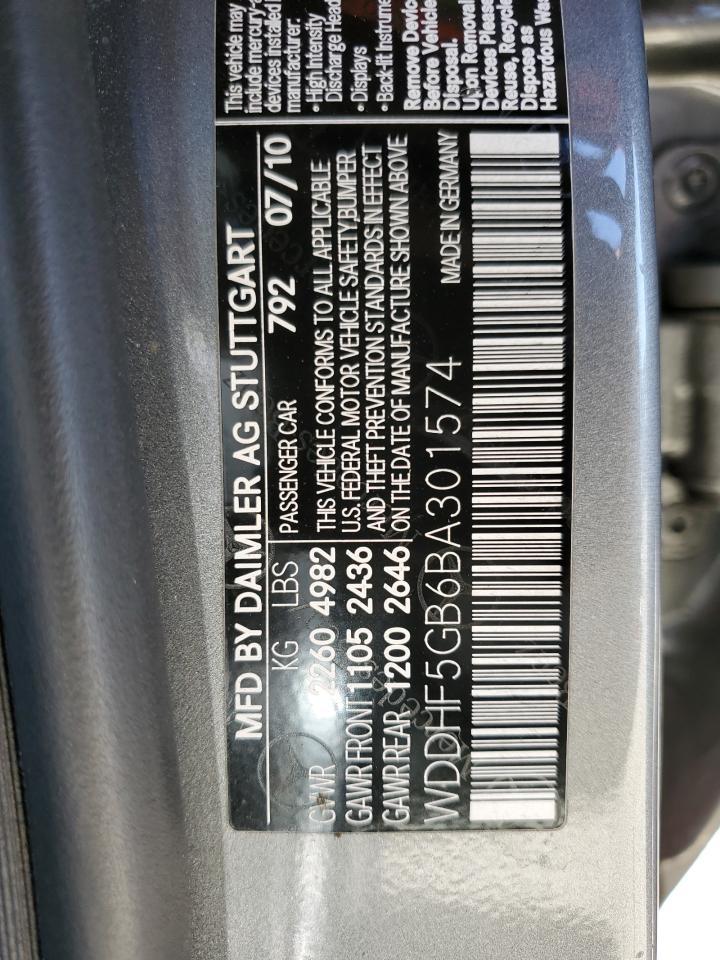 MFD BY DAIMLER AG STUTTGART
KG LBS PASSENGER CAR 792 07/10
GVWR 2260 4982
GAWR FRONT 1105 2436
GAWR REAR 1200 2646
THIS VEHICLE CONFORMS TO ALL APPLICABLE
U.S. FEDERAL MOTOR VEHICLE SAFETY, BUMPER
AND THEFT PREVENTION STANDARDS IN EFFECT
ON THE DATE OF MANUFACTURE SHOWN ABOVE
WDDHF5GB6BA301574 MADE IN GERMANY
This vehicle may
include mercury-
devices installed
manufacturer:
• High Intensity
Discharge Head
• Displays
• Back-lit Instrume
Remove Device
Before Vehicle
Disposal.
Upon Removal
Devices Please
Reuse, Recycle
Dispose as
Hazardous Was